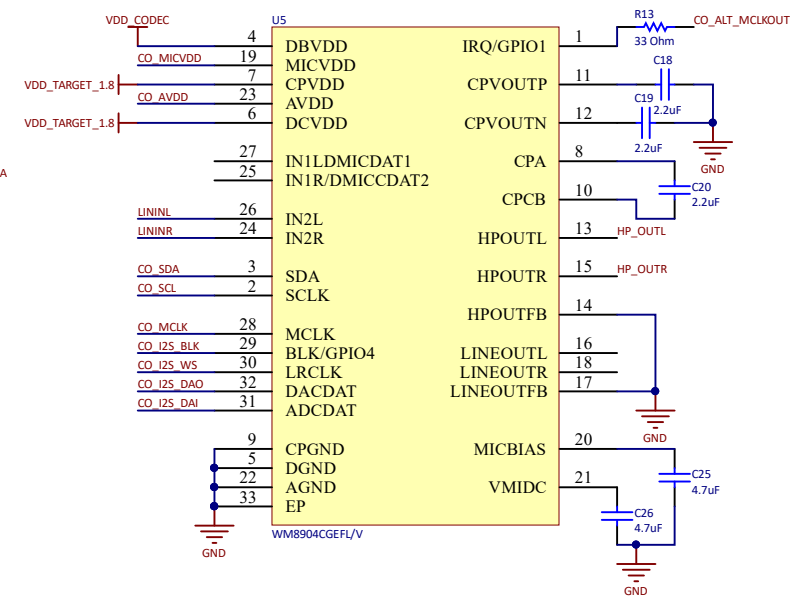 VDD_CODEC
U5
R13
CO_ALT_MCLKOUT
33 Ohm
4
DBVDD
IRQ/GPIO1
1
CO_MICVDD
19
MICVDD
C18
VDD_TARGET_1.8
7
CPVDD
CPVOUTP
11
CO_AVDD
23
AVDD
C19
2.2uF
VDD_TARGET_1.8
6
DCVDD
CPVOUTN
12
2.2uF
GND
27
IN1LDMICDAT1
CPA
8
A
25
IN1R/DMICCDAT2
C20
2.2uF
CPCB
10
LININL
26
IN2L
LININR
24
IN2R
HPOUTL
13
HP_OUTL
CO_SDA
3
SDA
HPOUTR
15
HP_OUTR
CO_SCL
2
SCLK
HPOUTFB
14
CO_MCLK
28
MCLK
CO_I2S_BLK
29
BLK/GPIO4
LINEOUTL
16
CO_I2S_WS
30
LRCLK
LINEOUTR
18
CO_I2S_DAO
32
DACDAT
LINEOUTFB
17
CO_I2S_DAI
31
ADCDAT
GND
9
CPGND
MICBIAS
20
5
DGND
C25
4.7uF
22
AGND
VMIDC
21
33
EP
C26
4.7uF
GND
WM8904CGEFL/V
GND